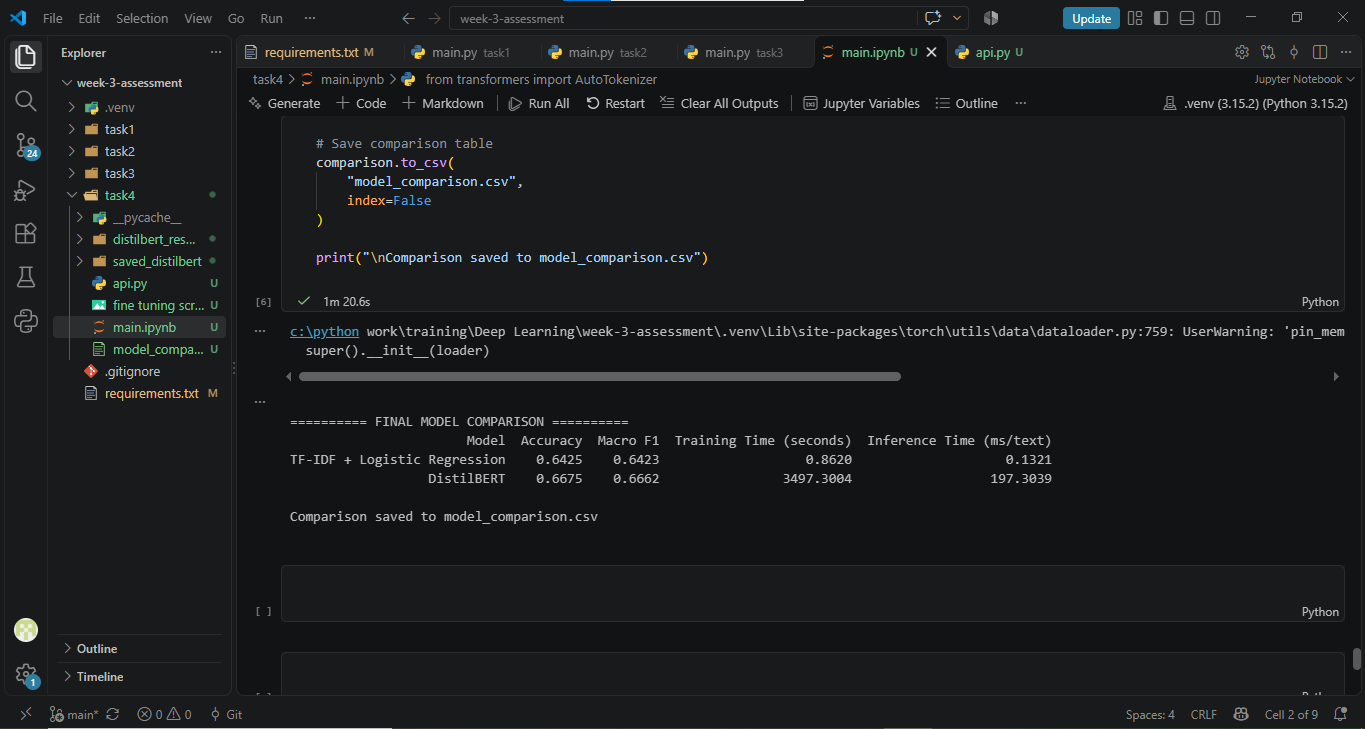 File Edit Selection View Go Run ··· week-3-assessment Update
Explorer ···
week-3-assessment
.venv
task1
task2
task3
task4
__pycache__
distilbert_res...
saved_distilbert
api.py U
fine tuning scr... U
main.ipynb U
model_compa... U
.gitignore
requirements.txt M
Outline
Timeline
24
1
requirements.txt M main.py task1 main.py task2 main.py task3 main.ipynb U api.py U
task4 > main.ipynb > from transformers import AutoTokenizer
Jupyter Notebook
Generate + Code + Markdown Run All Restart Clear All Outputs Jupyter Variables Outline ··· .venv (3.15.2) (Python 3.15.2)
# Save comparison table
comparison.to_csv(
"model_comparison.csv",
index=False
)
print("\nComparison saved to model_comparison.csv")
[6] 1m 20.6s Python
c:\python work\training\Deep Learning\week-3-assessment\.venv\Lib\site-packages\torch\utils\data\dataloader.py:759: UserWarning: 'pin_mem
super().__init__(loader)
========== FINAL MODEL COMPARISON ==========
Model Accuracy Macro F1 Training Time (seconds) Inference Time (ms/text)
TF-IDF + Logistic Regression 0.6425 0.6423 0.8620 0.1321
DistilBERT 0.6675 0.6662 3497.3004 197.3039
Comparison saved to model_comparison.csv
[ ] Python
main* 0 0 Git Spaces: 4 CRLF Cell 2 of 9